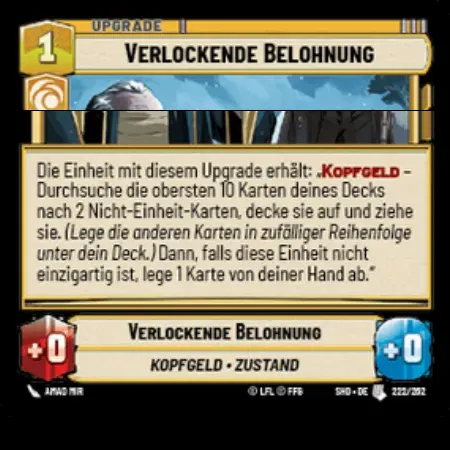 UPGRADE
1
VERLOCKENDE BELOHNUNG
Die Einheit mit diesem Upgrade erhält: „KOPFGELD –
Durchsuche die obersten 10 Karten deines Decks
nach 2 Nicht-Einheit-Karten, decke sie auf und ziehe
sie. (Lege die anderen Karten in zufälliger Reihenfolge
unter dein Deck.) Dann, falls diese Einheit nicht
einzigartig ist, lege 1 Karte von deiner Hand ab.“
+0
VERLOCKENDE BELOHNUNG
+0
KOPFGELD • ZUSTAND
AMAD MIR
© LFL © FFG
SHD • DE
222/262